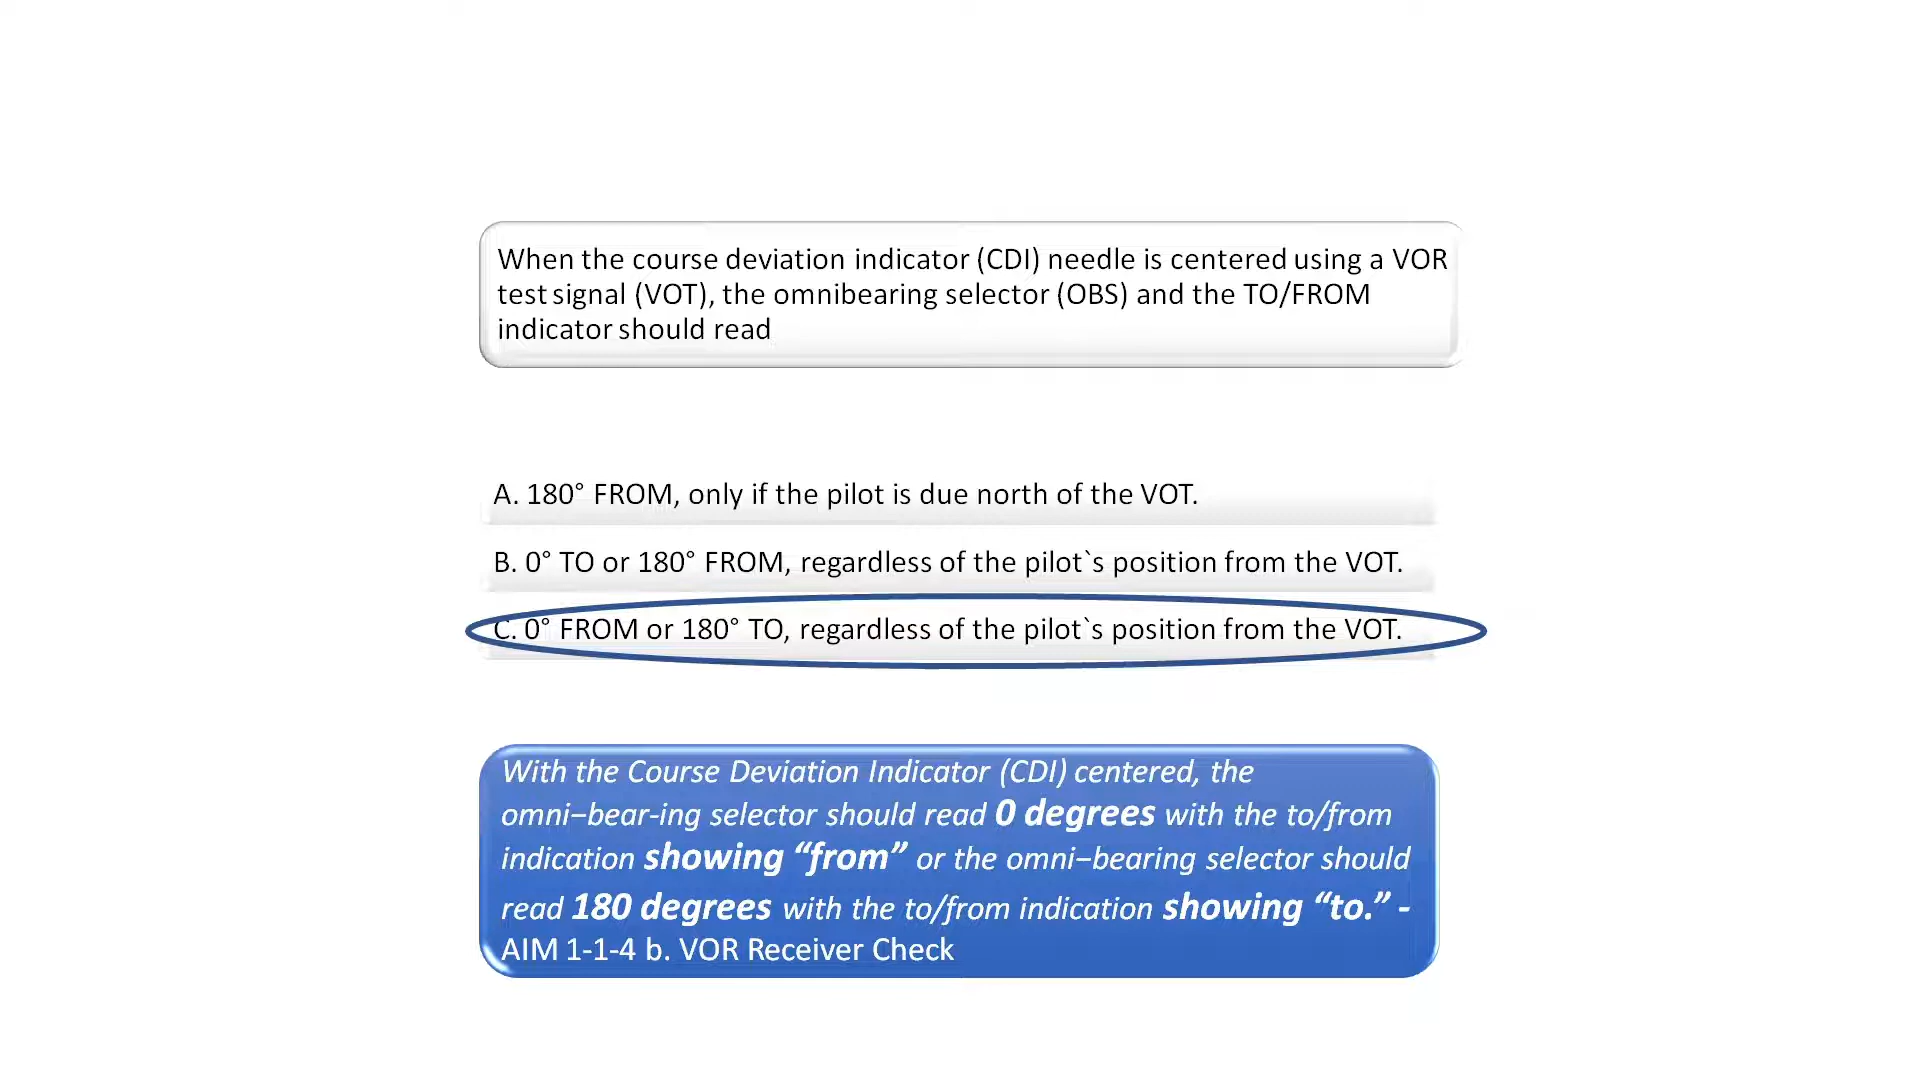 When the course deviation indicator (CDI) needle is centered using a VOR
test signal (VOT), the omnibearing selector (OBS) and the TO/FROM
indicator should read
A. 180° FROM, only if the pilot is due north of the VOT.
B. 0° TO or 180° FROM, regardless of the pilot`s position from the VOT.
C. 0° FROM or 180° TO, regardless of the pilot`s position from the VOT.
With the Course Deviation Indicator (CDI) centered, the
omni−bear-ing selector should read 0 degrees with the to/from
indication showing “from” or the omni−bearing selector should
read 180 degrees with the to/from indication showing “to.” -
AIM 1-1-4 b. VOR Receiver Check